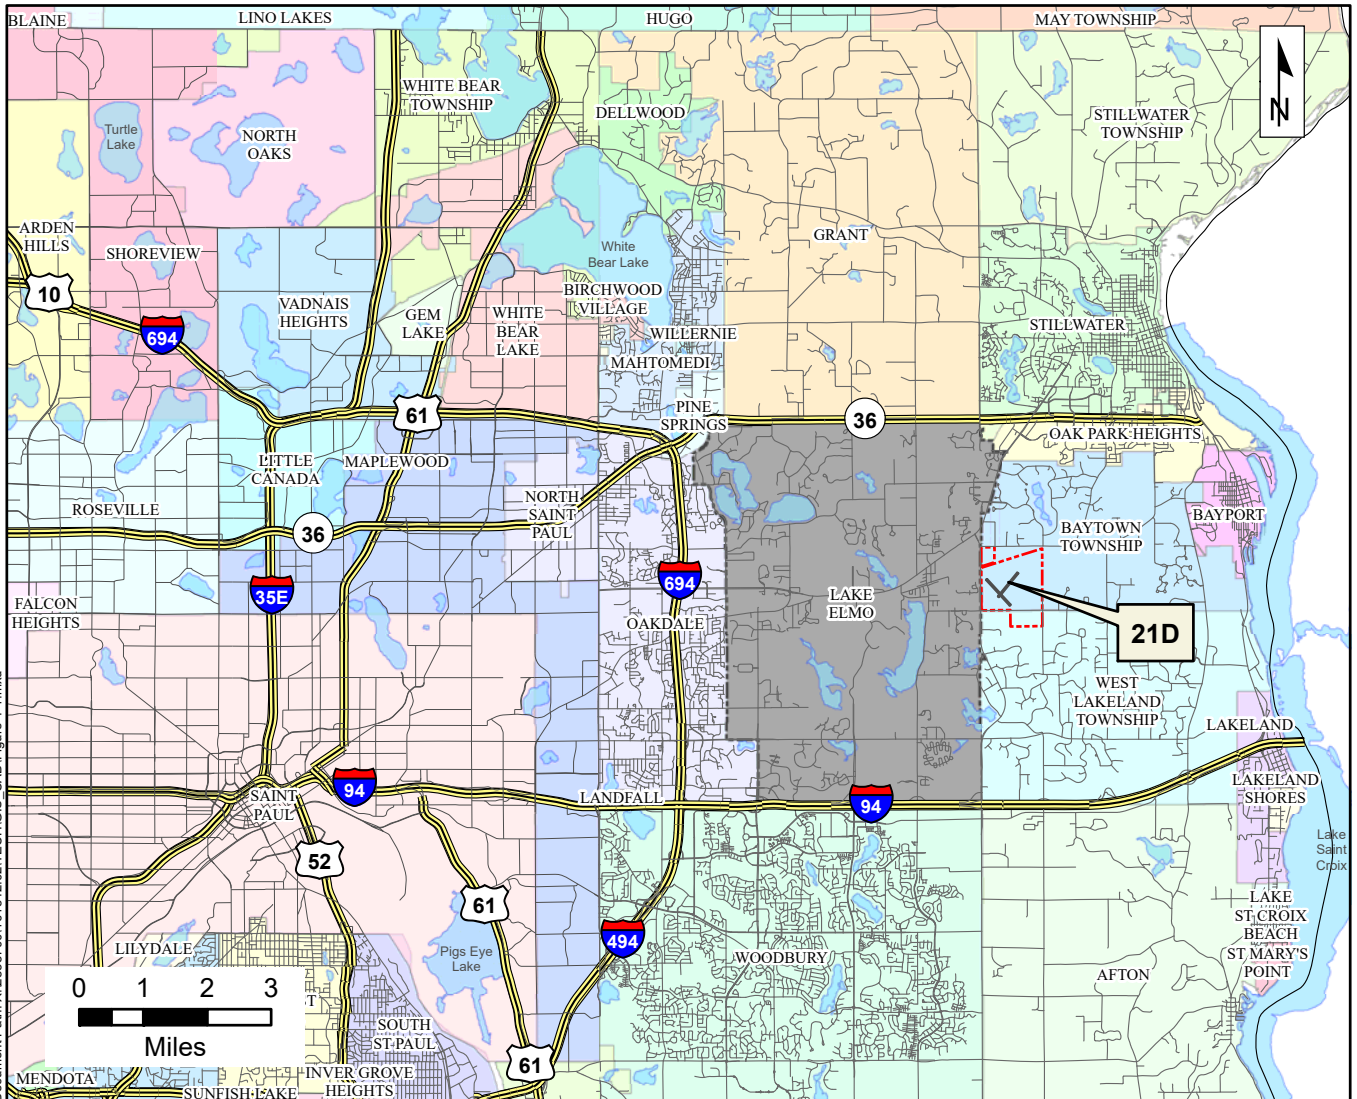 BLAINE
LINO LAKES
HUGO
MAY TOWNSHIP
N
WHITE BEAR
TOWNSHIP
DELLWOOD
STILLWATER
TOWNSHIP
Turtle
Lake
NORTH
OAKS
ARDEN
HILLS
SHOREVIEW
GRANT
White
Bear Lake
10
694
VADNAIS
HEIGHTS
GEM
LAKE
WHITE
BEAR
LAKE
BIRCHWOOD
VILLAGE
WILLERNIE
MAHTOMEDI
STILLWATER
61
PINE
SPRINGS
36
OAK PARK HEIGHTS
LITTLE
CANADA
MAPLEWOOD
ROSEVILLE
36
NORTH
SAINT
PAUL
BAYTOWN
TOWNSHIP
BAYPORT
35E
694
FALCON
HEIGHTS
OAKDALE
LAKE
ELMO
21D
WEST
LAKELAND
TOWNSHIP
LAKELAND
SAINT
PAUL
94
LANDFALL
94
LAKELAND
SHORES
52
61
Lake
Saint
Croix
494
LILYDALE
Pigs Eye
Lake
WOODBURY
AFTON
LAKE
ST CROIX
BEACH
ST MARY'S
POINT
0 1 2 3
Miles
ST
SOUTH
ST PAUL
61
MENDOTA
SUNFISH LAKE
INVER GROVE
HEIGHTS